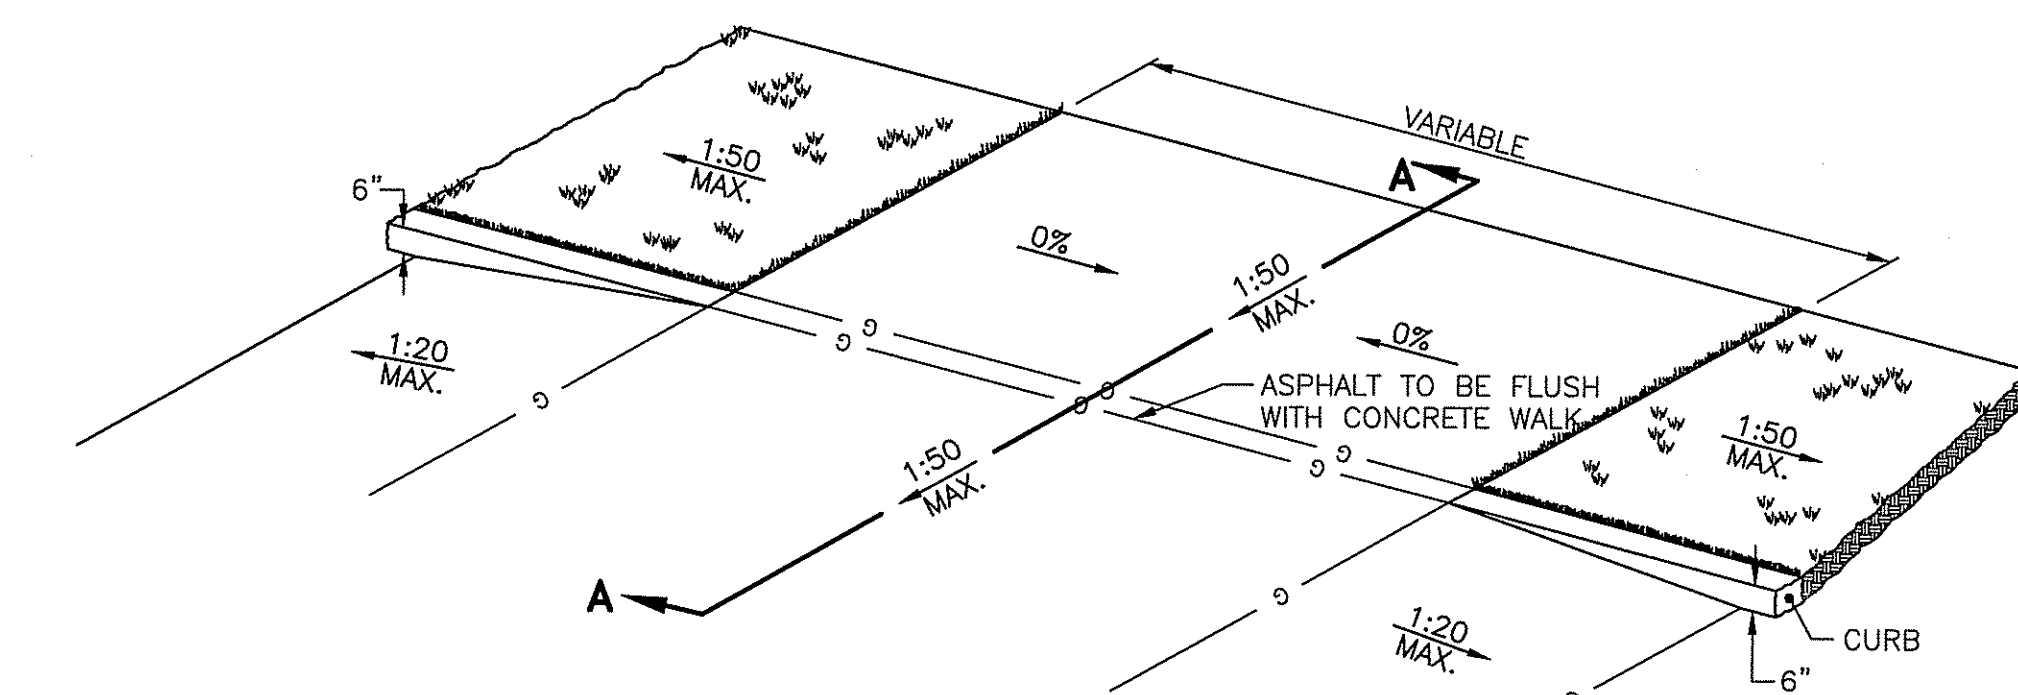 VARIABLE
A
1:50
MAX.
6"
0%
1:50
MAX.
1:20
MAX.
0%
G
G
G
G
G
ASPHALT TO BE FLUSH
WITH CONCRETE WALK
1:50
MAX.
1:50
MAX.
G
G
A
G
1:20
MAX.
CURB
6"